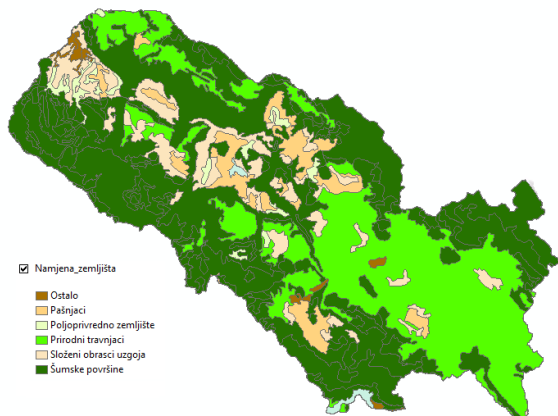 Namjena_zemljišta
Ostalo
Pašnjaci
Poljoprivredno zemljište
Prirodni travnjaci
Složeni obrasci uzgoja
Šumske površine